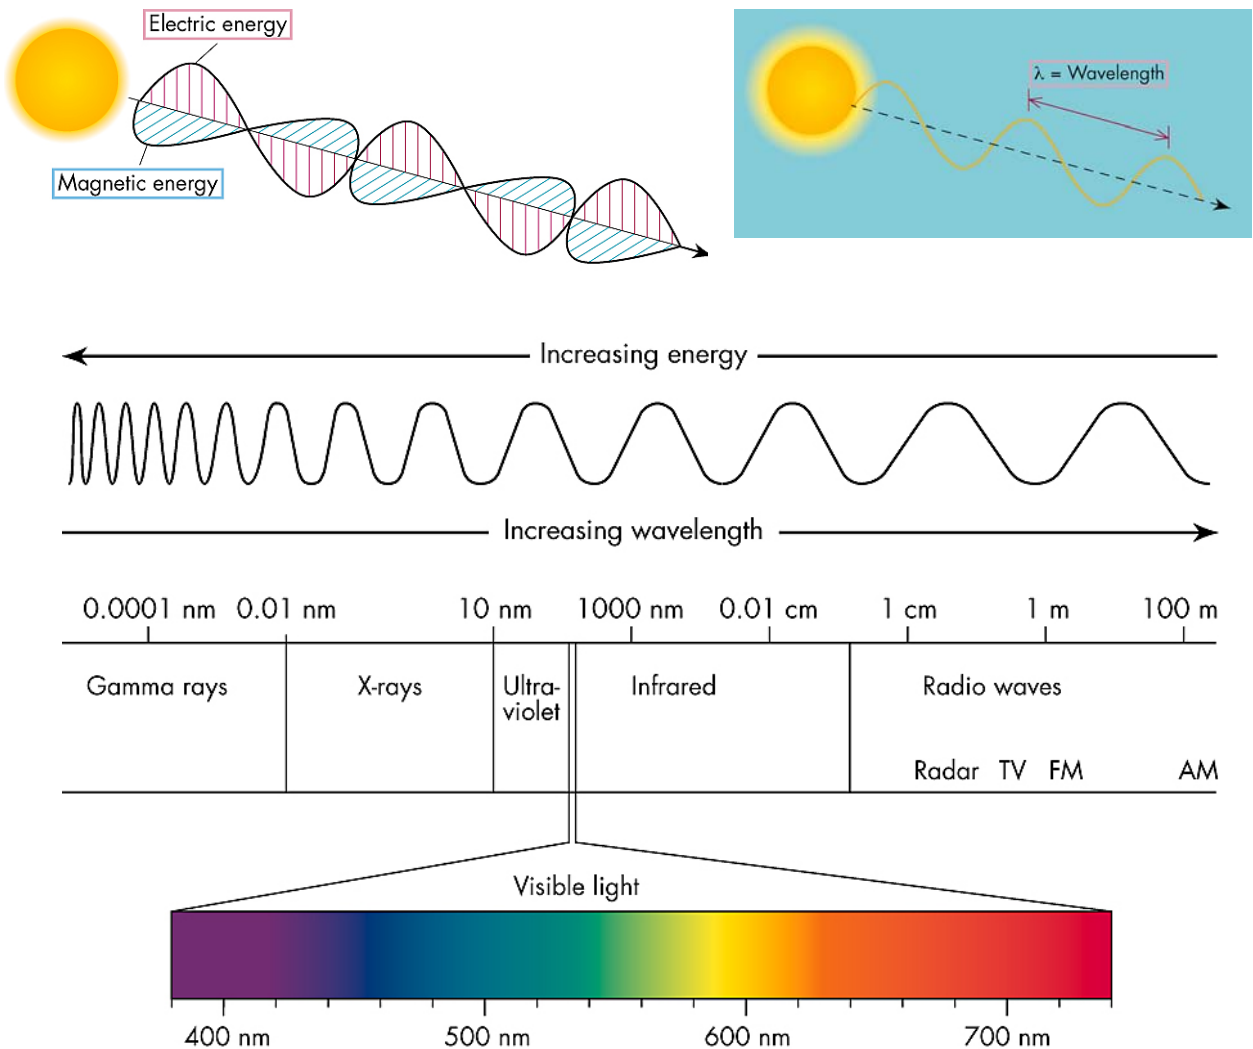 Electric energy
λ = Wavelength
Magnetic energy
Increasing energy
Increasing wavelength
0.0001 nm 0.01 nm 10 nm 1000 nm 0.01 cm 1 cm 1 m 100 m
Gamma rays X-rays Ultra-
violet Infrared Radio waves
Radar TV FM AM
Visible light
400 nm 500 nm 600 nm 700 nm